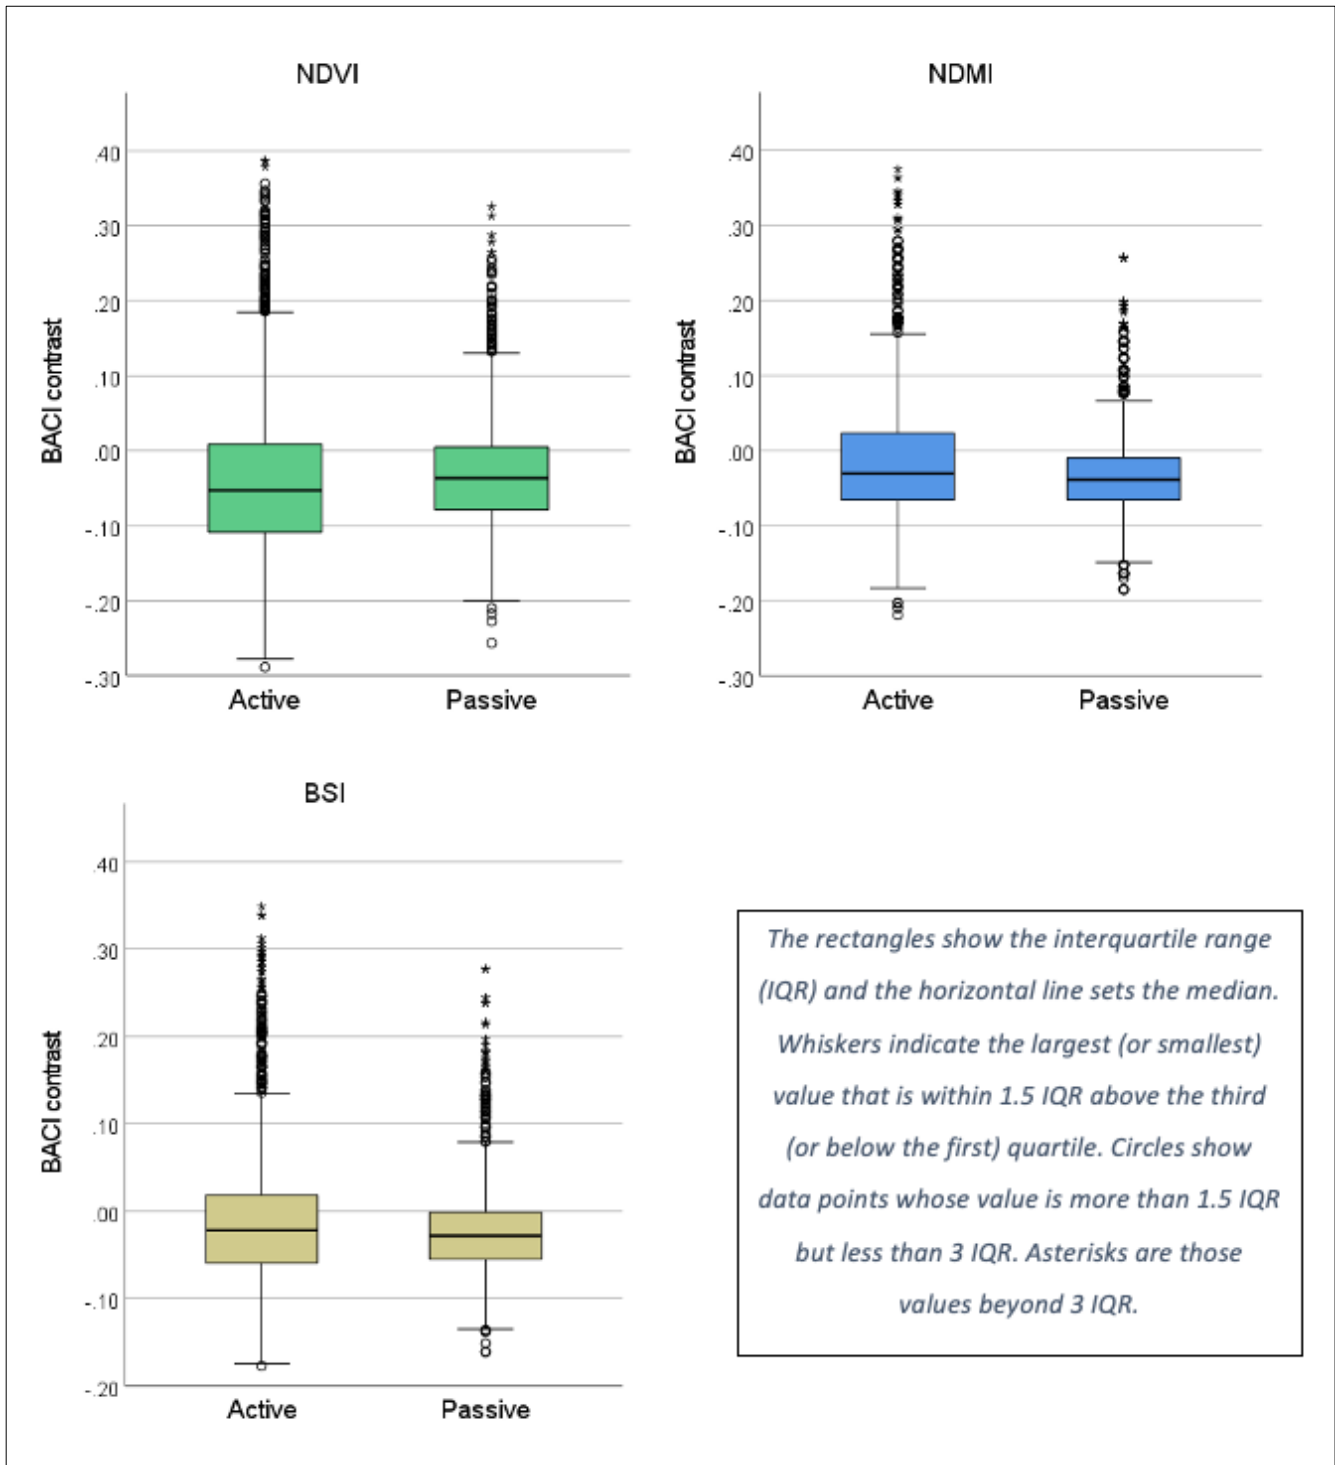 NDVI
BACI contrast
.40
.30
.20
.10
.00
-.10
-.20
-.30
Active Passive
NDMI
BACI contrast
.40
.30
.20
.10
.00
-.10
-.20
-.30
Active Passive
BSI
BACI contrast
.40
.30
.20
.10
.00
-.10
-.20
Active Passive
The rectangles show the interquartile range
(IQR) and the horizontal line sets the median.
Whiskers indicate the largest (or smallest)
value that is within 1.5 IQR above the third
(or below the first) quartile. Circles show
data points whose value is more than 1.5 IQR
but less than 3 IQR. Asterisks are those
values beyond 3 IQR.